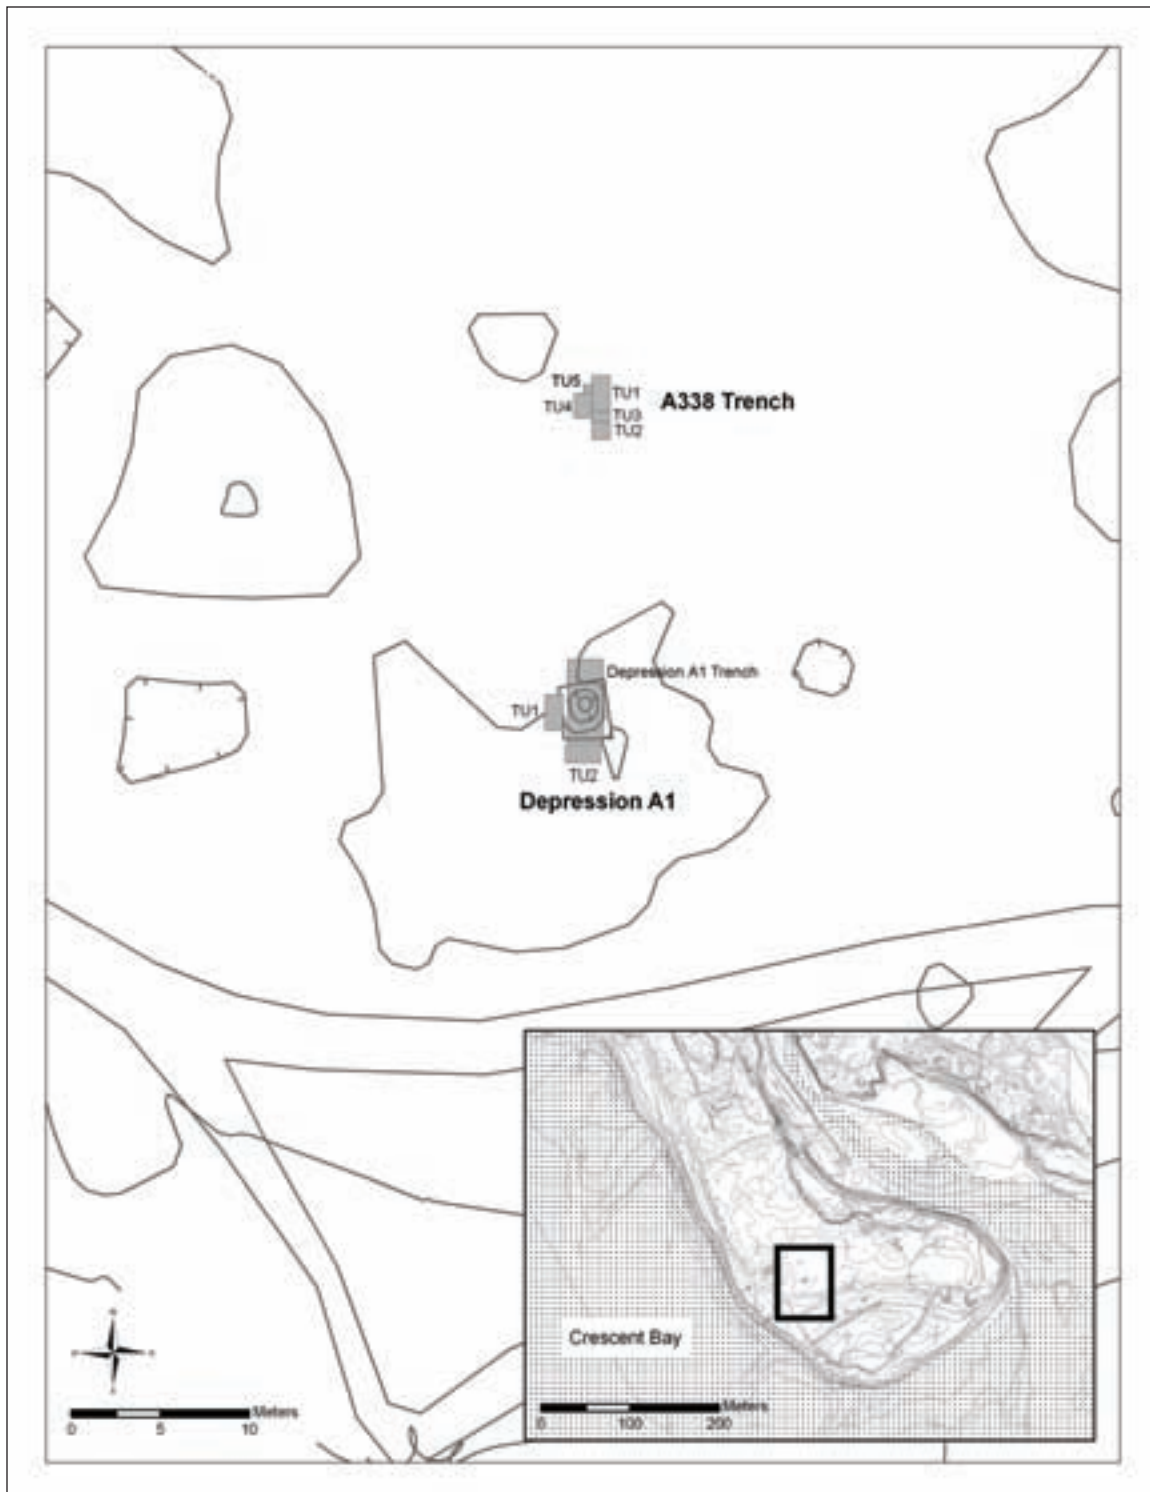 TU5
TU1
A338 Trench
TU4
TU3
TU2
Depression A1 Trench
TU1
TU2
Depression A1
Crescent Bay
Meters
0 100 200
Meters
0 5 10